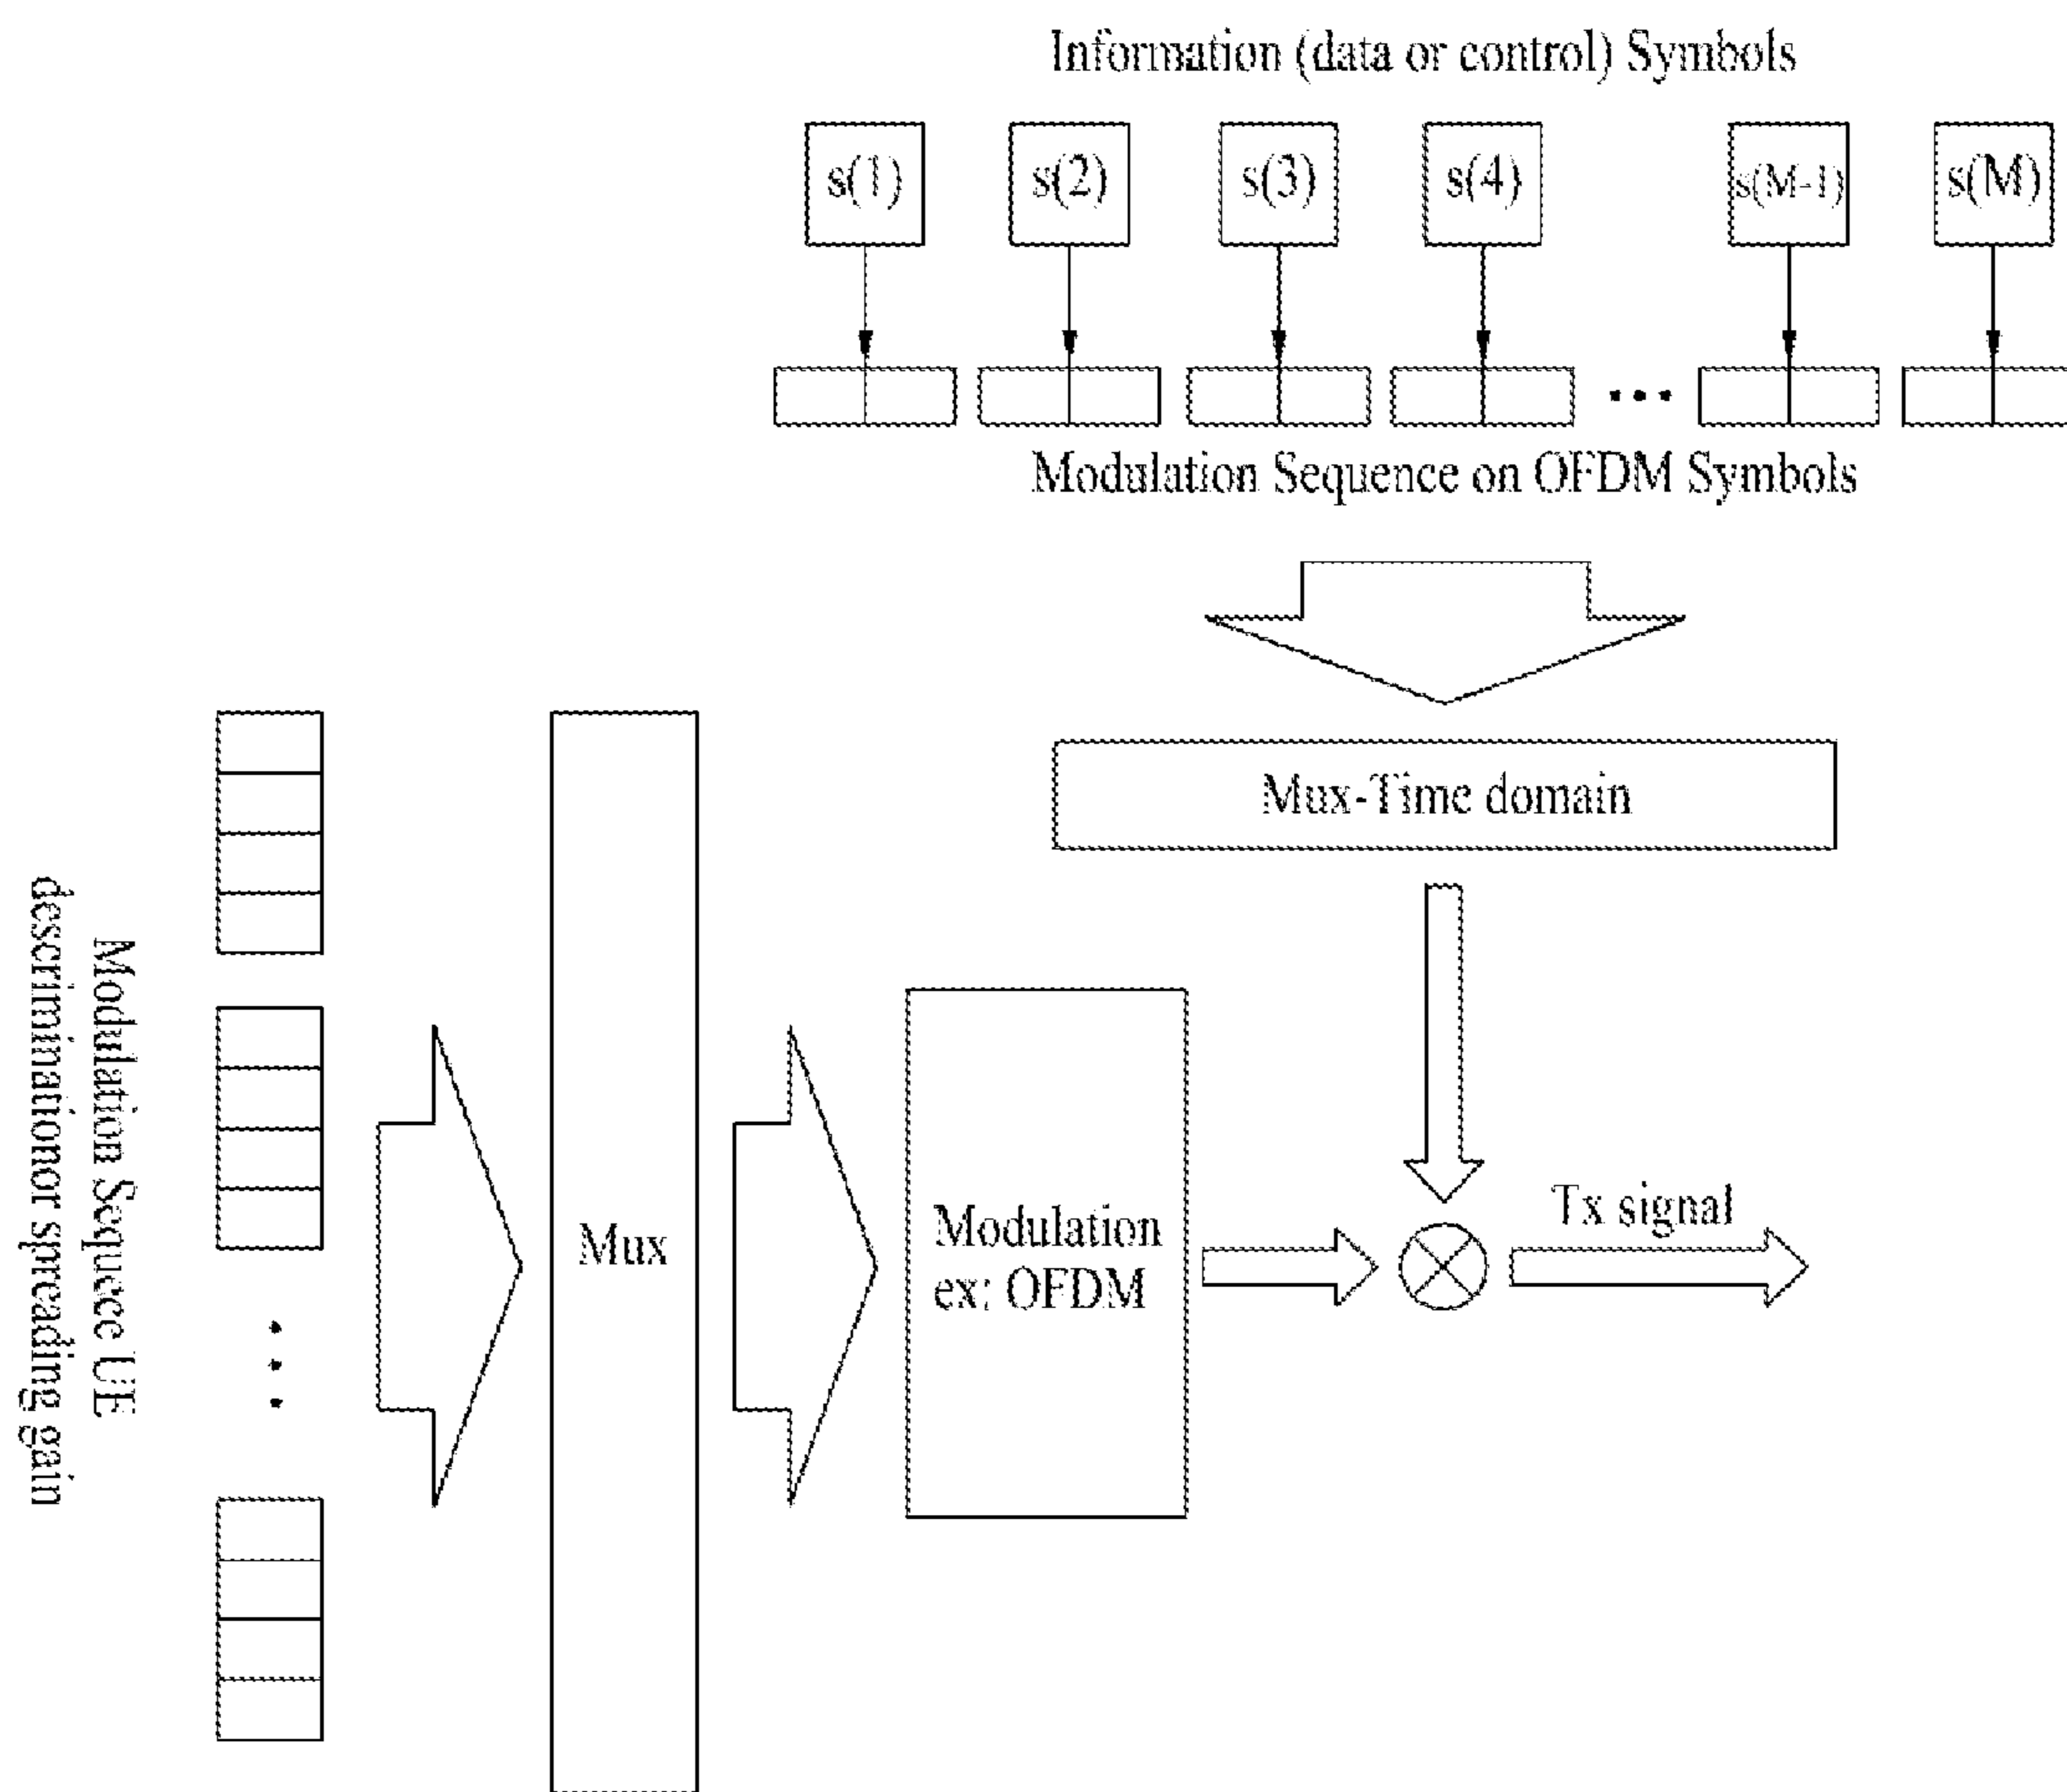 Information (data or control) Symbols
s(1) s(2) s(3) s(4) s(M-1) s(M)
...
Modulation Sequence on OFDM Symbols
Mux-Time domain
Modulation Sequece UE
descriminationor spreading gain
...
Mux
Modulation
ex; OFDM
Tx signal